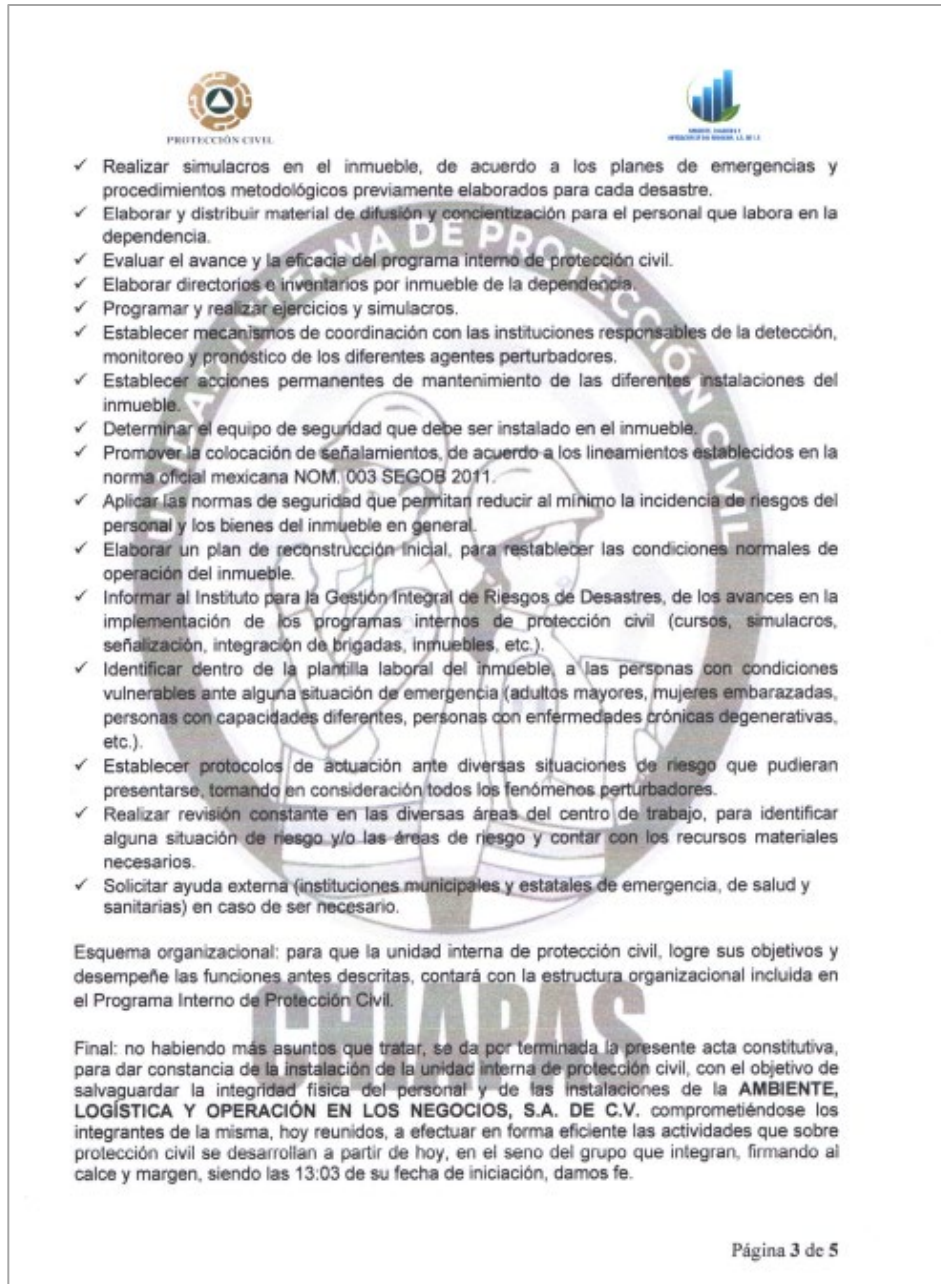 PROTECCIÓN CIVIL
✓ Realizar simulacros en el inmueble, de acuerdo a los planes de emergencias y
procedimientos metodológicos previamente elaborados para cada desastre.
✓ Elaborar y distribuir material de difusión y concientización para el personal que labora en la
dependencia.
✓ Evaluar el avance y la eficacia del programa interno de protección civil.
✓ Elaborar directorios e inventarios por inmueble de la dependencia.
✓ Programar y realizar ejercicios y simulacros.
✓ Establecer mecanismos de coordinación con las instituciones responsables de la detección,
monitoreo y pronóstico de los diferentes agentes perturbadores.
✓ Establecer acciones permanentes de mantenimiento de las diferentes instalaciones del
inmueble.
✓ Determinar el equipo de seguridad que debe ser instalado en el inmueble.
✓ Promover la colocación de señalamientos, de acuerdo a los lineamientos establecidos en la
norma oficial mexicana NOM. 003 SEGOB 2011.
✓ Aplicar las normas de seguridad que permitan reducir al mínimo la incidencia de riesgos del
personal y los bienes del inmueble en general.
✓ Elaborar un plan de reconstrucción inicial, para restablecer las condiciones normales de
operación del inmueble.
✓ Informar al Instituto para la Gestión Integral de Riesgos de Desastres, de los avances en la
implementación de los programas internos de protección civil (cursos, simulacros,
señalización, integración de brigadas, inmuebles, etc.).
✓ Identificar dentro de la plantilla laboral del inmueble, a las personas con condiciones
vulnerables ante alguna situación de emergencia (adultos mayores, mujeres embarazadas,
personas con capacidades diferentes, personas con enfermedades crónicas degenerativas,
etc.).
✓ Establecer protocolos de actuación ante diversas situaciones de riesgo que pudieran
presentarse, tomando en consideración todos los fenómenos perturbadores.
✓ Realizar revisión constante en las diversas áreas del centro de trabajo, para identificar
alguna situación de riesgo y/o las áreas de riesgo y contar con los recursos materiales
necesarios.
✓ Solicitar ayuda externa (instituciones municipales y estatales de emergencia, de salud y
sanitarias) en caso de ser necesario.
Esquema organizacional: para que la unidad interna de protección civil, logre sus objetivos y
desempeñe las funciones antes descritas, contará con la estructura organizacional incluida en
el Programa Interno de Protección Civil.
Final: no habiendo más asuntos que tratar, se da por terminada la presente acta constitutiva,
para dar constancia de la instalación de la unidad interna de protección civil, con el objetivo de
salvaguardar la integridad física del personal y de las instalaciones de la AMBIENTE,
LOGÍSTICA Y OPERACIÓN EN LOS NEGOCIOS, S.A. DE C.V. comprometiéndose los
integrantes de la misma, hoy reunidos, a efectuar en forma eficiente las actividades que sobre
protección civil se desarrollan a partir de hoy, en el seno del grupo que integran, firmando al
calce y margen, siendo las 13:03 de su fecha de iniciación, damos fe.
UNIDAD INTERNA DE PROTECCIÓN CIVIL
CHIAPAS
Página 3 de 5